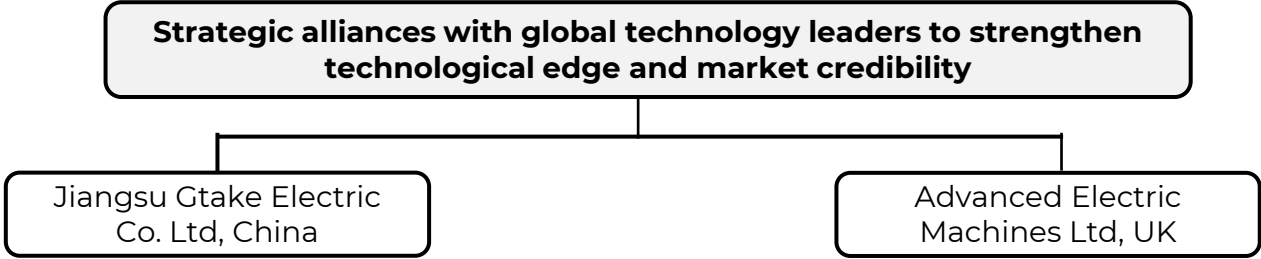 Strategic alliances with global technology leaders to strengthen
technological edge and market credibility
Jiangsu Gtake Electric
Co. Ltd, China
Advanced Electric
Machines Ltd, UK